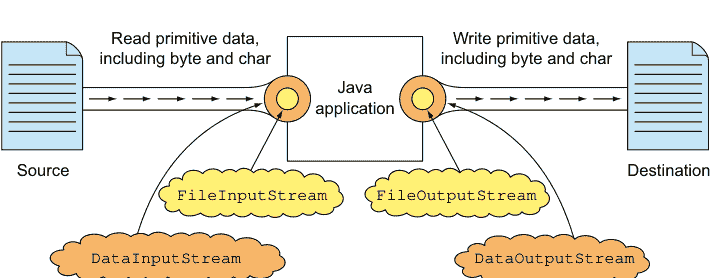 Read primitive data,
including byte and char
Write primitive data,
including byte and char
Java
application
Source
Destination
FileInputStream
FileOutputStream
DataInputStream
DataOutputStream